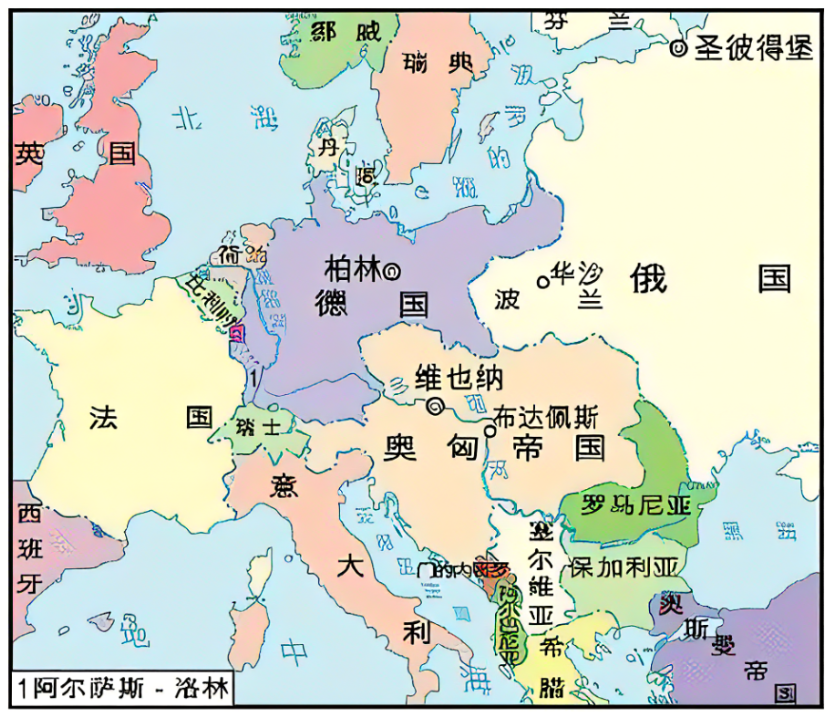 挪威
瑞典
芬兰
圣彼得堡
北海
波罗的海
丹麦
英国
荷兰
柏林
德国
华沙
波兰
俄国
比利时
1
法国
瑞士
维也纳
布达佩斯
奥匈帝国
意大利
罗马尼亚
黑海
西班牙
塞尔维亚
保加利亚
门的内哥罗
阿尔巴尼亚
希腊
奥斯曼帝国
地中海
1阿尔萨斯 - 洛林